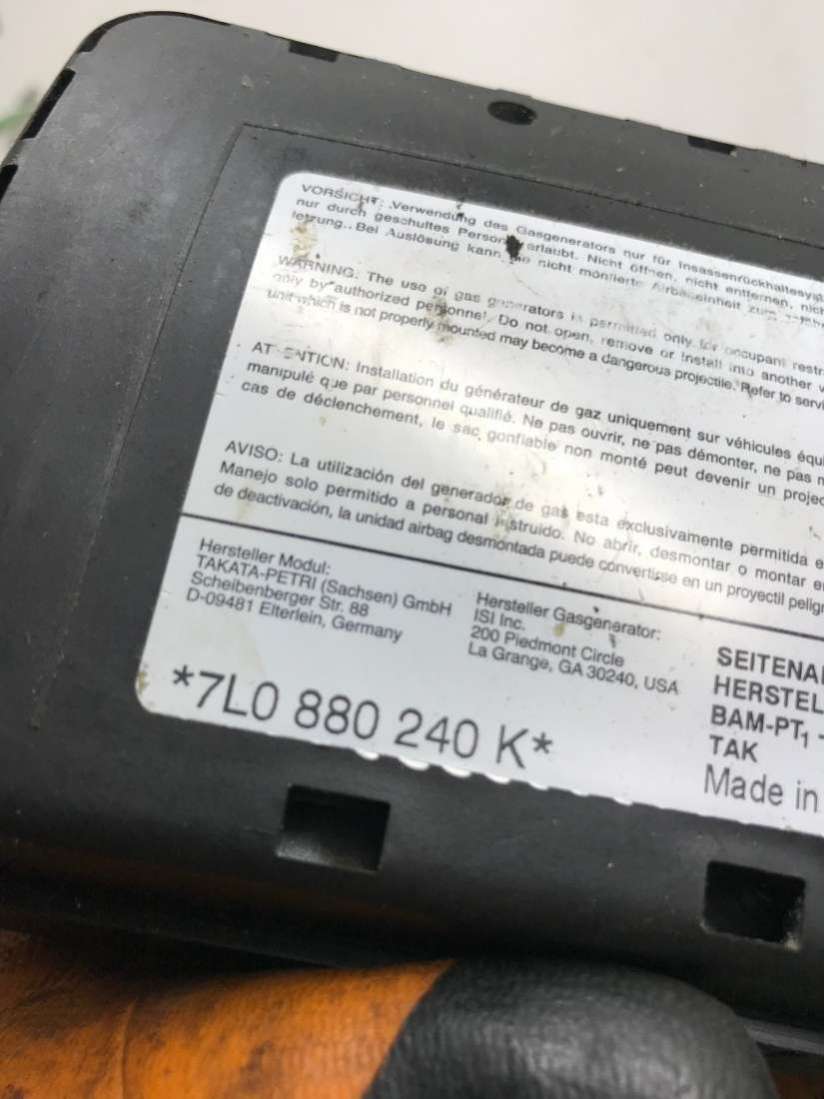 VORSICHT: Verwendung des Gasgenerators nur für Insassenrückhaltesyst
nur durch geschultes Person erlaubt. Nicht öffnen, nicht entfernen, nich
letzung.. Bei Auslösung kann nicht montierte Airbageinheit zum
WARNING: The use of gas generators is permitted only for occupant restr
only by authorized personnel. Do not open, remove or install into another v
unit which is not properly mounted may become a dangerous projectile. Refer to servi
ATTENTION: Installation du générateur de gaz uniquement sur véhicules équi
manipulé que par personnel qualifié. Ne pas ouvrir, ne pas démonter, ne pas m
cas de déclenchement, le sac gonflable non monté peut devenir un projec
AVISO: La utilización del generador de gas esta exclusivamente permitida e
Manejo solo permitido a personal instruido. No abrir, desmontar o montar e
de deactivación, la unidad airbag desmontada puede convertisse en un proyectil pelig
Hersteller Modul:
TAKATA-PETRI (Sachsen) GmbH
Scheibenberger Str. 88
D-09481 Elterlein, Germany
Hersteller Gasgenerator:
ISI Inc.
200 Piedmont Circle
La Grange, GA 30240, USA
SEITENAI
HERSTEL
BAM-PT₁ -
TAK
Made in
*7L0 880 240 K*